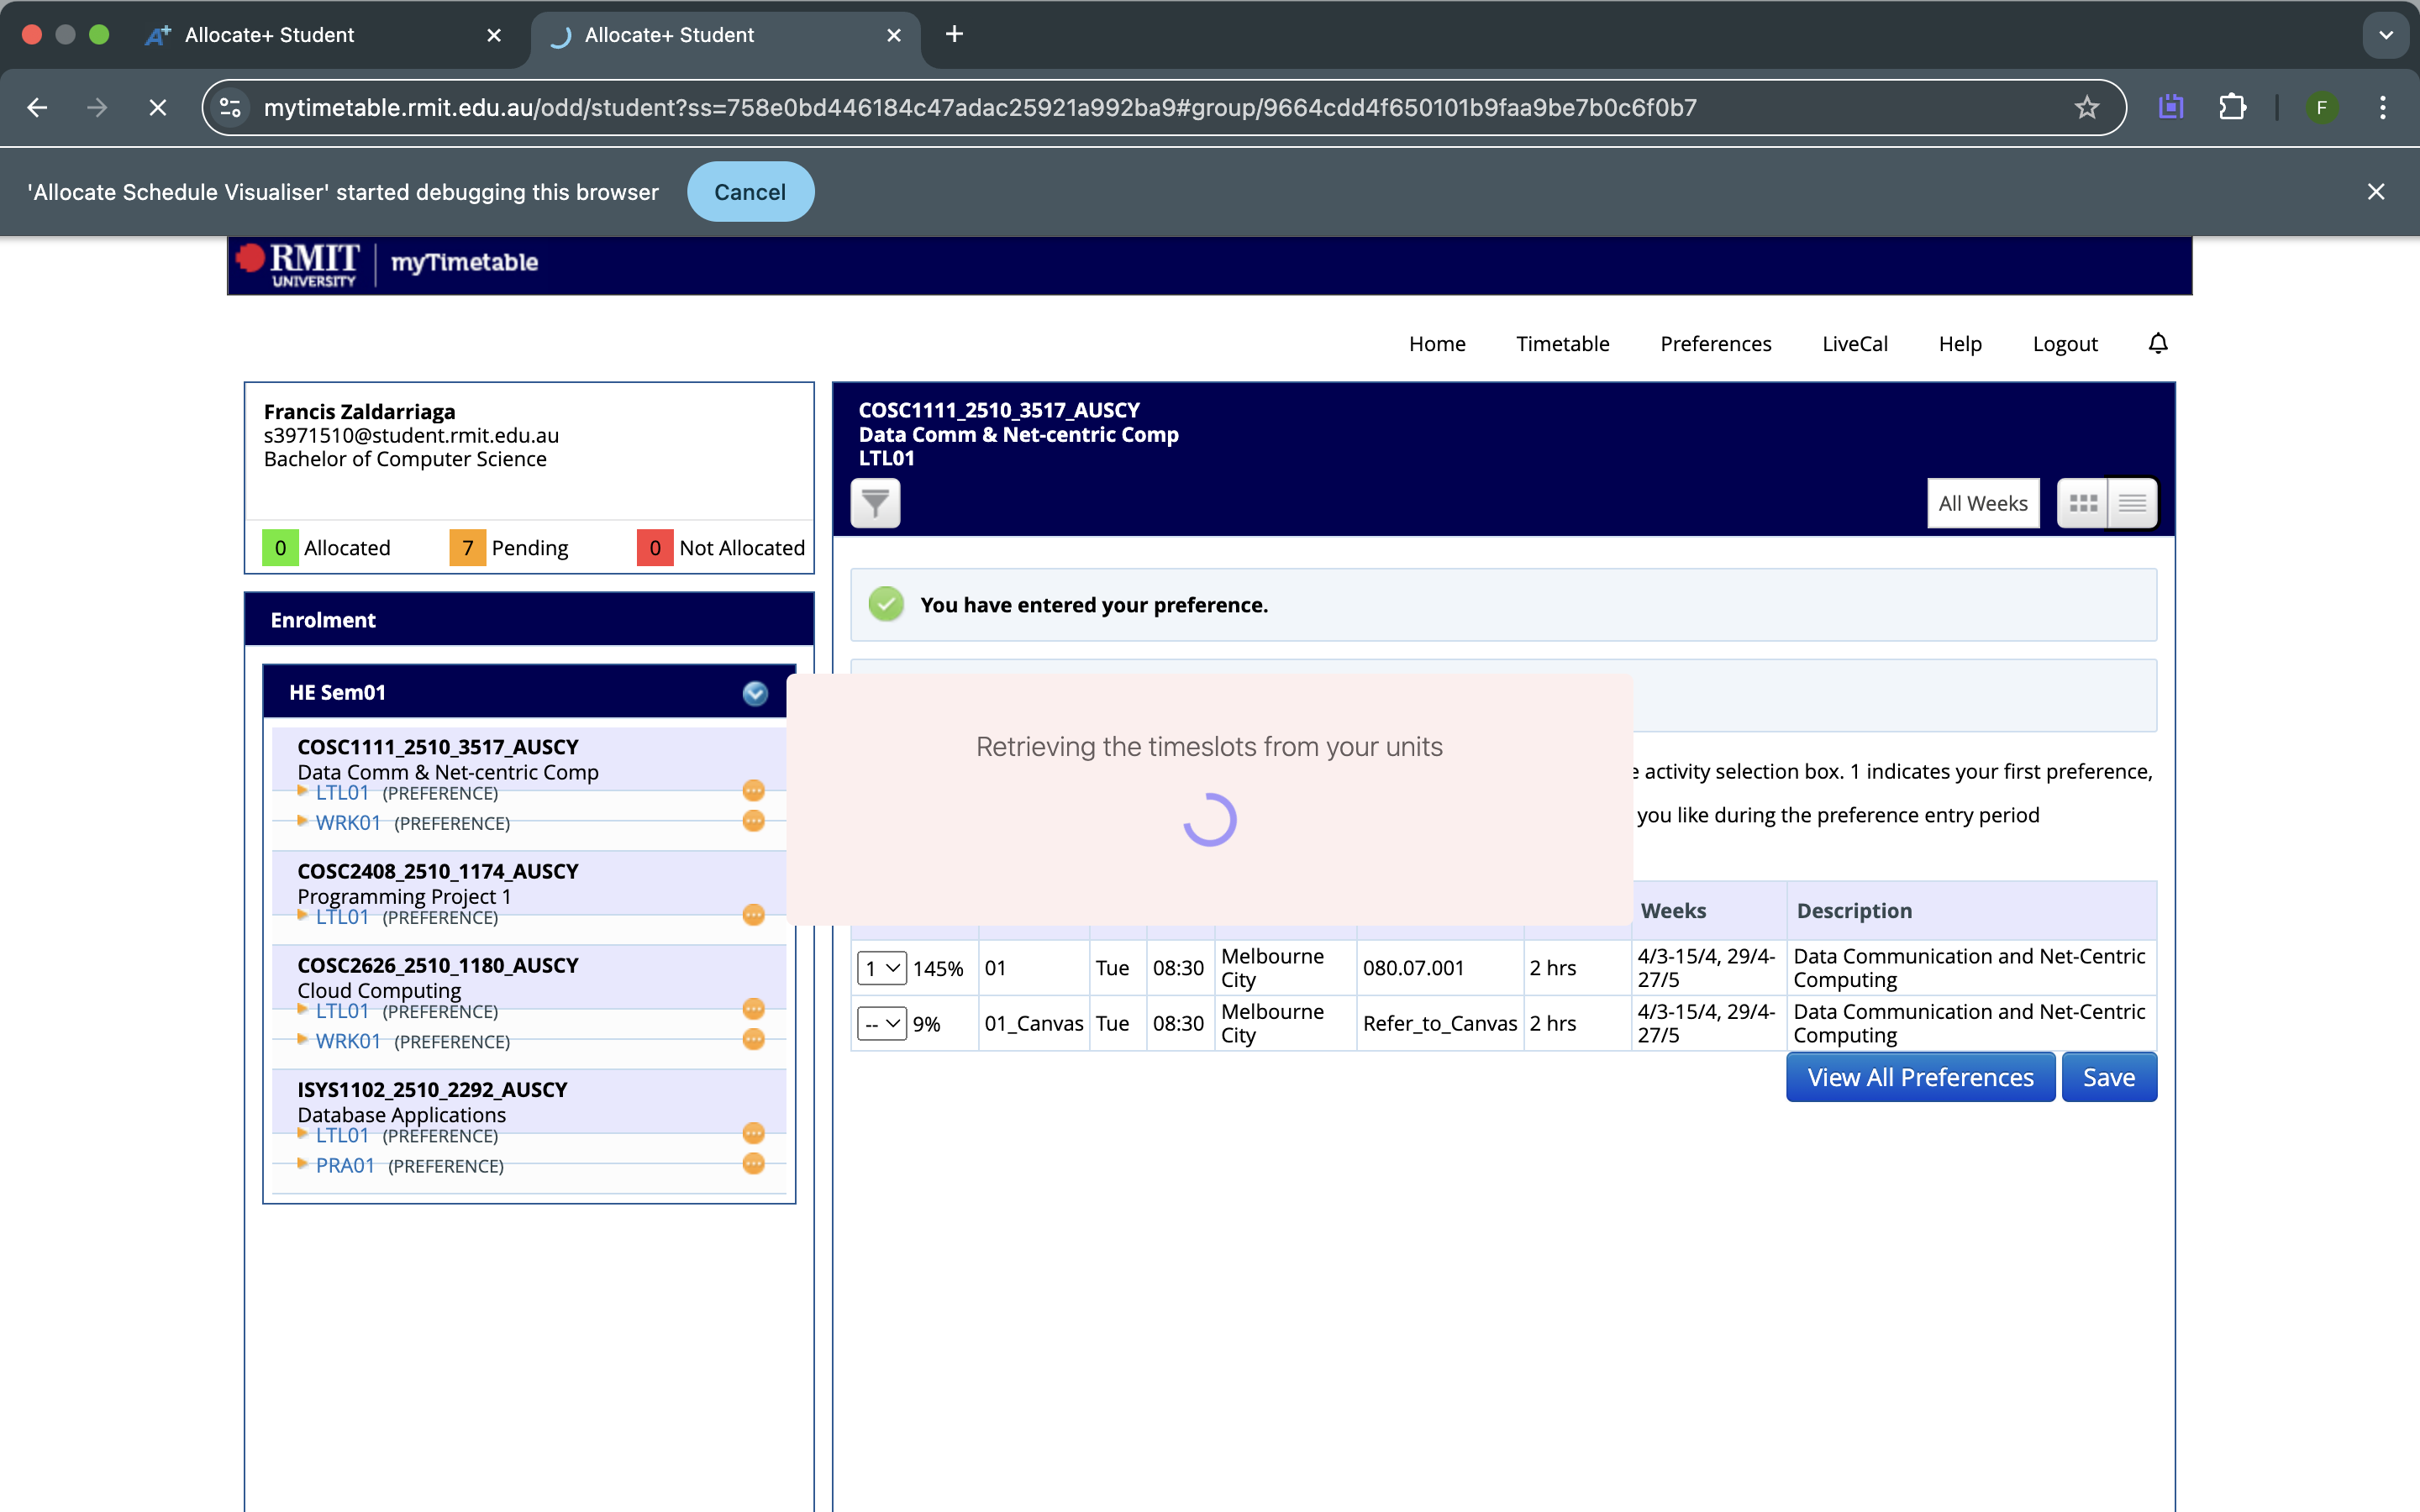 Allocate+ Student
Allocate+ Student
mytimetable.rmit.edu.au/odd/student?ss=758e0bd446184c47adac25921a992ba9#group/9664cdd4f650101b9faa9be7b0c6f0b7
F
'Allocate Schedule Visualiser' started debugging this browser
Cancel
RMIT UNIVERSITY
myTimetable
Home
Timetable
Preferences
LiveCal
Help
Logout
Francis Zaldarriaga
s3971510@student.rmit.edu.au
Bachelor of Computer Science
0 Allocated
7 Pending
0 Not Allocated
Enrolment
HE Sem01
COSC1111_2510_3517_AUSCY
Data Comm & Net-centric Comp
LTL01 (PREFERENCE)
WRK01 (PREFERENCE)
COSC2408_2510_1174_AUSCY
Programming Project 1
LTL01 (PREFERENCE)
COSC2626_2510_1180_AUSCY
Cloud Computing
LTL01 (PREFERENCE)
WRK01 (PREFERENCE)
ISYS1102_2510_2292_AUSCY
Database Applications
LTL01 (PREFERENCE)
PRA01 (PREFERENCE)
COSC1111_2510_3517_AUSCY
Data Comm & Net-centric Comp
LTL01
All Weeks
You have entered your preference.
Retrieving the timeslots from your units
activity selection box. 1 indicates your first preference,
you like during the preference entry period
Weeks
Description
1 145% 01 Tue 08:30 Melbourne City 080.07.001 2 hrs 4/3-15/4, 29/4-27/5 Data Communication and Net-Centric Computing
-- 9% 01_Canvas Tue 08:30 Melbourne City Refer_to_Canvas 2 hrs 4/3-15/4, 29/4-27/5 Data Communication and Net-Centric Computing
View All Preferences
Save